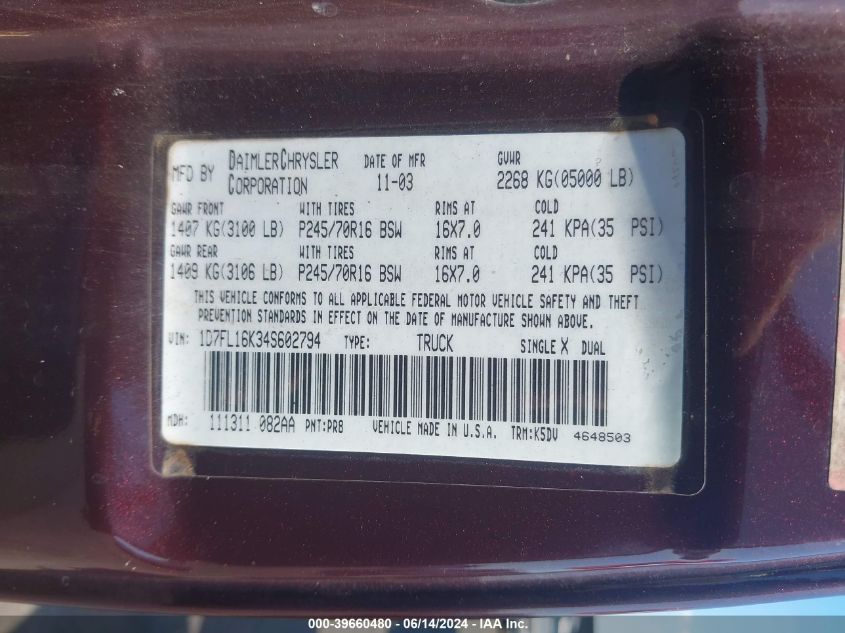 MFD BY DAIMLERCHRYSLER CORPORATION DATE OF MFR 11-03 GVWR 2268 KG(05000 LB)
GAWR FRONT WITH TIRES RIMS AT COLD
1407 KG(3100 LB) P245/70R16 BSW 16X7.0 241 KPA(35 PSI)
GAWR REAR WITH TIRES RIMS AT COLD
1409 KG(3106 LB) P245/70R16 BSW 16X7.0 241 KPA(35 PSI)
THIS VEHICLE CONFORMS TO ALL APPLICABLE FEDERAL MOTOR VEHICLE SAFETY AND THEFT
PREVENTION STANDARDS IN EFFECT ON THE DATE OF MANUFACTURE SHOWN ABOVE.
VIN: 1D7FL16K34S602794 TYPE: TRUCK SINGLE X DUAL
MDH: 111311 082AA PNT:PR8 VEHICLE MADE IN U.S.A. TRM:K5DV 4648503
000-39660480 - 06/14/2024 - WWW.IAAI.COM